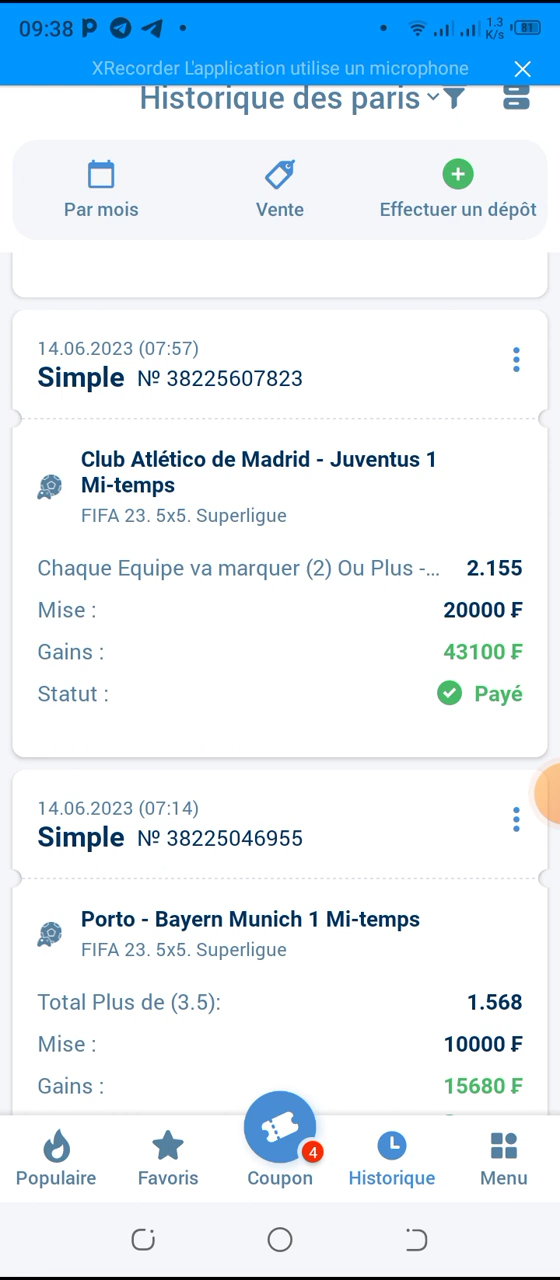 09:38
1.3
K/s
81
XRecorder L'application utilise un microphone
Historique des paris
Par mois
Vente
Effectuer un dépôt
14.06.2023 (07:57)
Simple № 38225607823
Club Atlético de Madrid - Juventus 1
Mi-temps
FIFA 23. 5x5. Superligue
Chaque Equipe va marquer (2) Ou Plus -... 2.155
Mise : 20000 ₣
Gains : 43100 ₣
Statut : Payé
14.06.2023 (07:14)
Simple № 38225046955
Porto - Bayern Munich 1 Mi-temps
FIFA 23. 5x5. Superligue
Total Plus de (3.5): 1.568
Mise : 10000 ₣
Gains : 15680 ₣
4
Populaire
Favoris
Coupon
Historique
Menu